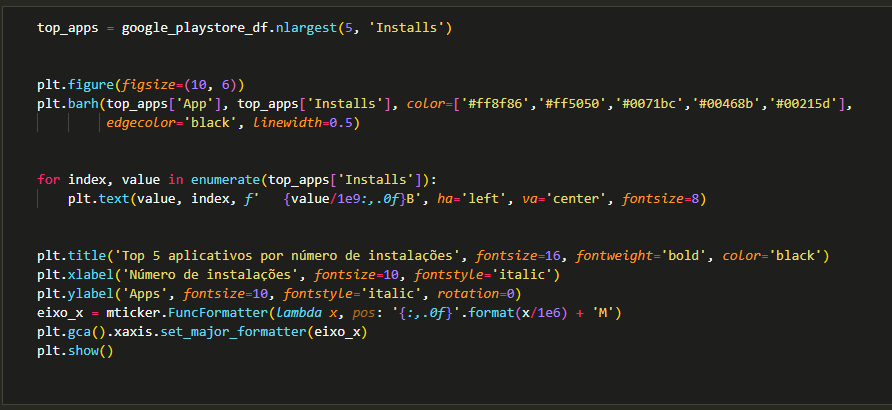 top_apps = google_playstore_df.nlargest(5, 'Installs')
plt.figure(figsize=(10, 6))
plt.barh(top_apps['App'], top_apps['Installs'], color=['#ff8f86','#ff5050','#0071bc','#00468b','#00215d'],
edgecolor='black', linewidth=0.5)
for index, value in enumerate(top_apps['Installs']):
plt.text(value, index, f'   {value/1e9:,.0f}B', ha='left', va='center', fontsize=8)
plt.title('Top 5 aplicativos por número de instalações', fontsize=16, fontweight='bold', color='black')
plt.xlabel('Número de instalações', fontsize=10, fontstyle='italic')
plt.ylabel('Apps', fontsize=10, fontstyle='italic', rotation=0)
eixo_x = mticker.FuncFormatter(lambda x, pos: '{:,.0f}'.format(x/1e6) + 'M')
plt.gca().xaxis.set_major_formatter(eixo_x)
plt.show()